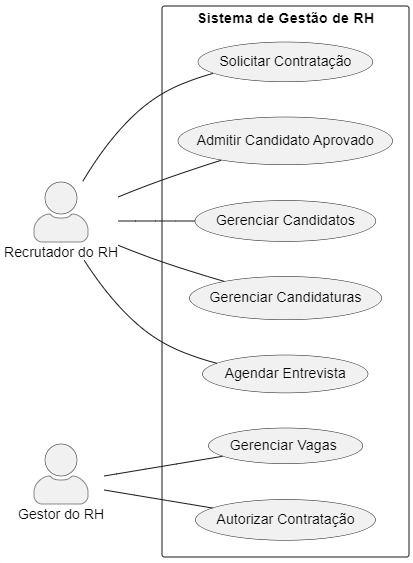 Sistema de Gestão de RH
Solicitar Contratação
Admitir Candidato Aprovado
Gerenciar Candidatos
Recrutador do RH
Gerenciar Candidaturas
Agendar Entrevista
Gerenciar Vagas
Gestor do RH
Autorizar Contratação